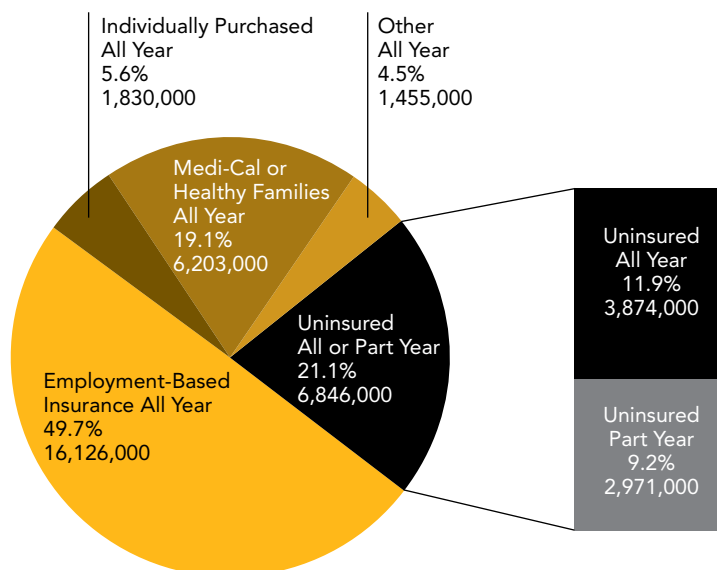 Individually Purchased
All Year
5.6%
1,830,000
Other
All Year
4.5%
1,455,000
Medi-Cal or
Healthy Families
All Year
19.1%
6,203,000
Uninsured
All or Part Year
21.1%
6,846,000
Employment-Based
Insurance All Year
49.7%
16,126,000
Uninsured
All Year
11.9%
3,874,000
Uninsured
Part Year
9.2%
2,971,000